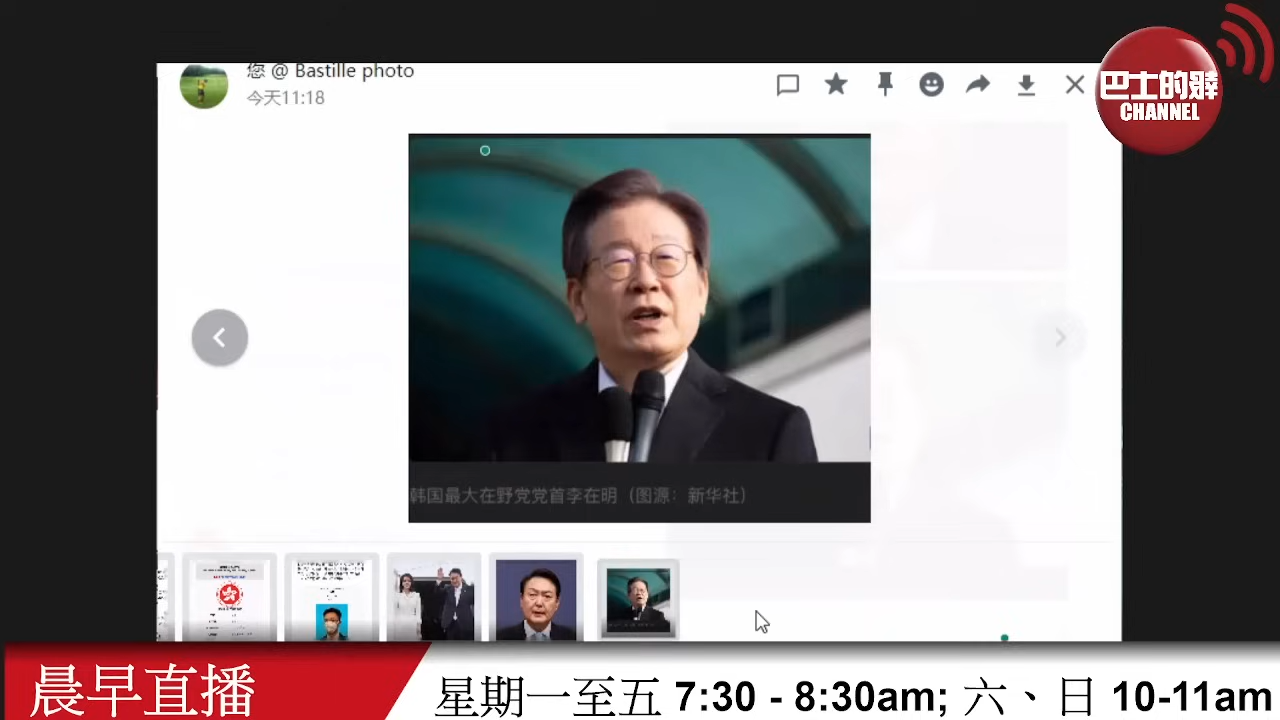 您 @ Bastille photo
今天11:18
巴士的報
CHANNEL
韩国最大在野党党首李在明（图源：新华社）
晨早直播
星期一至五 7:30 - 8:30am; 六、日 10-11am